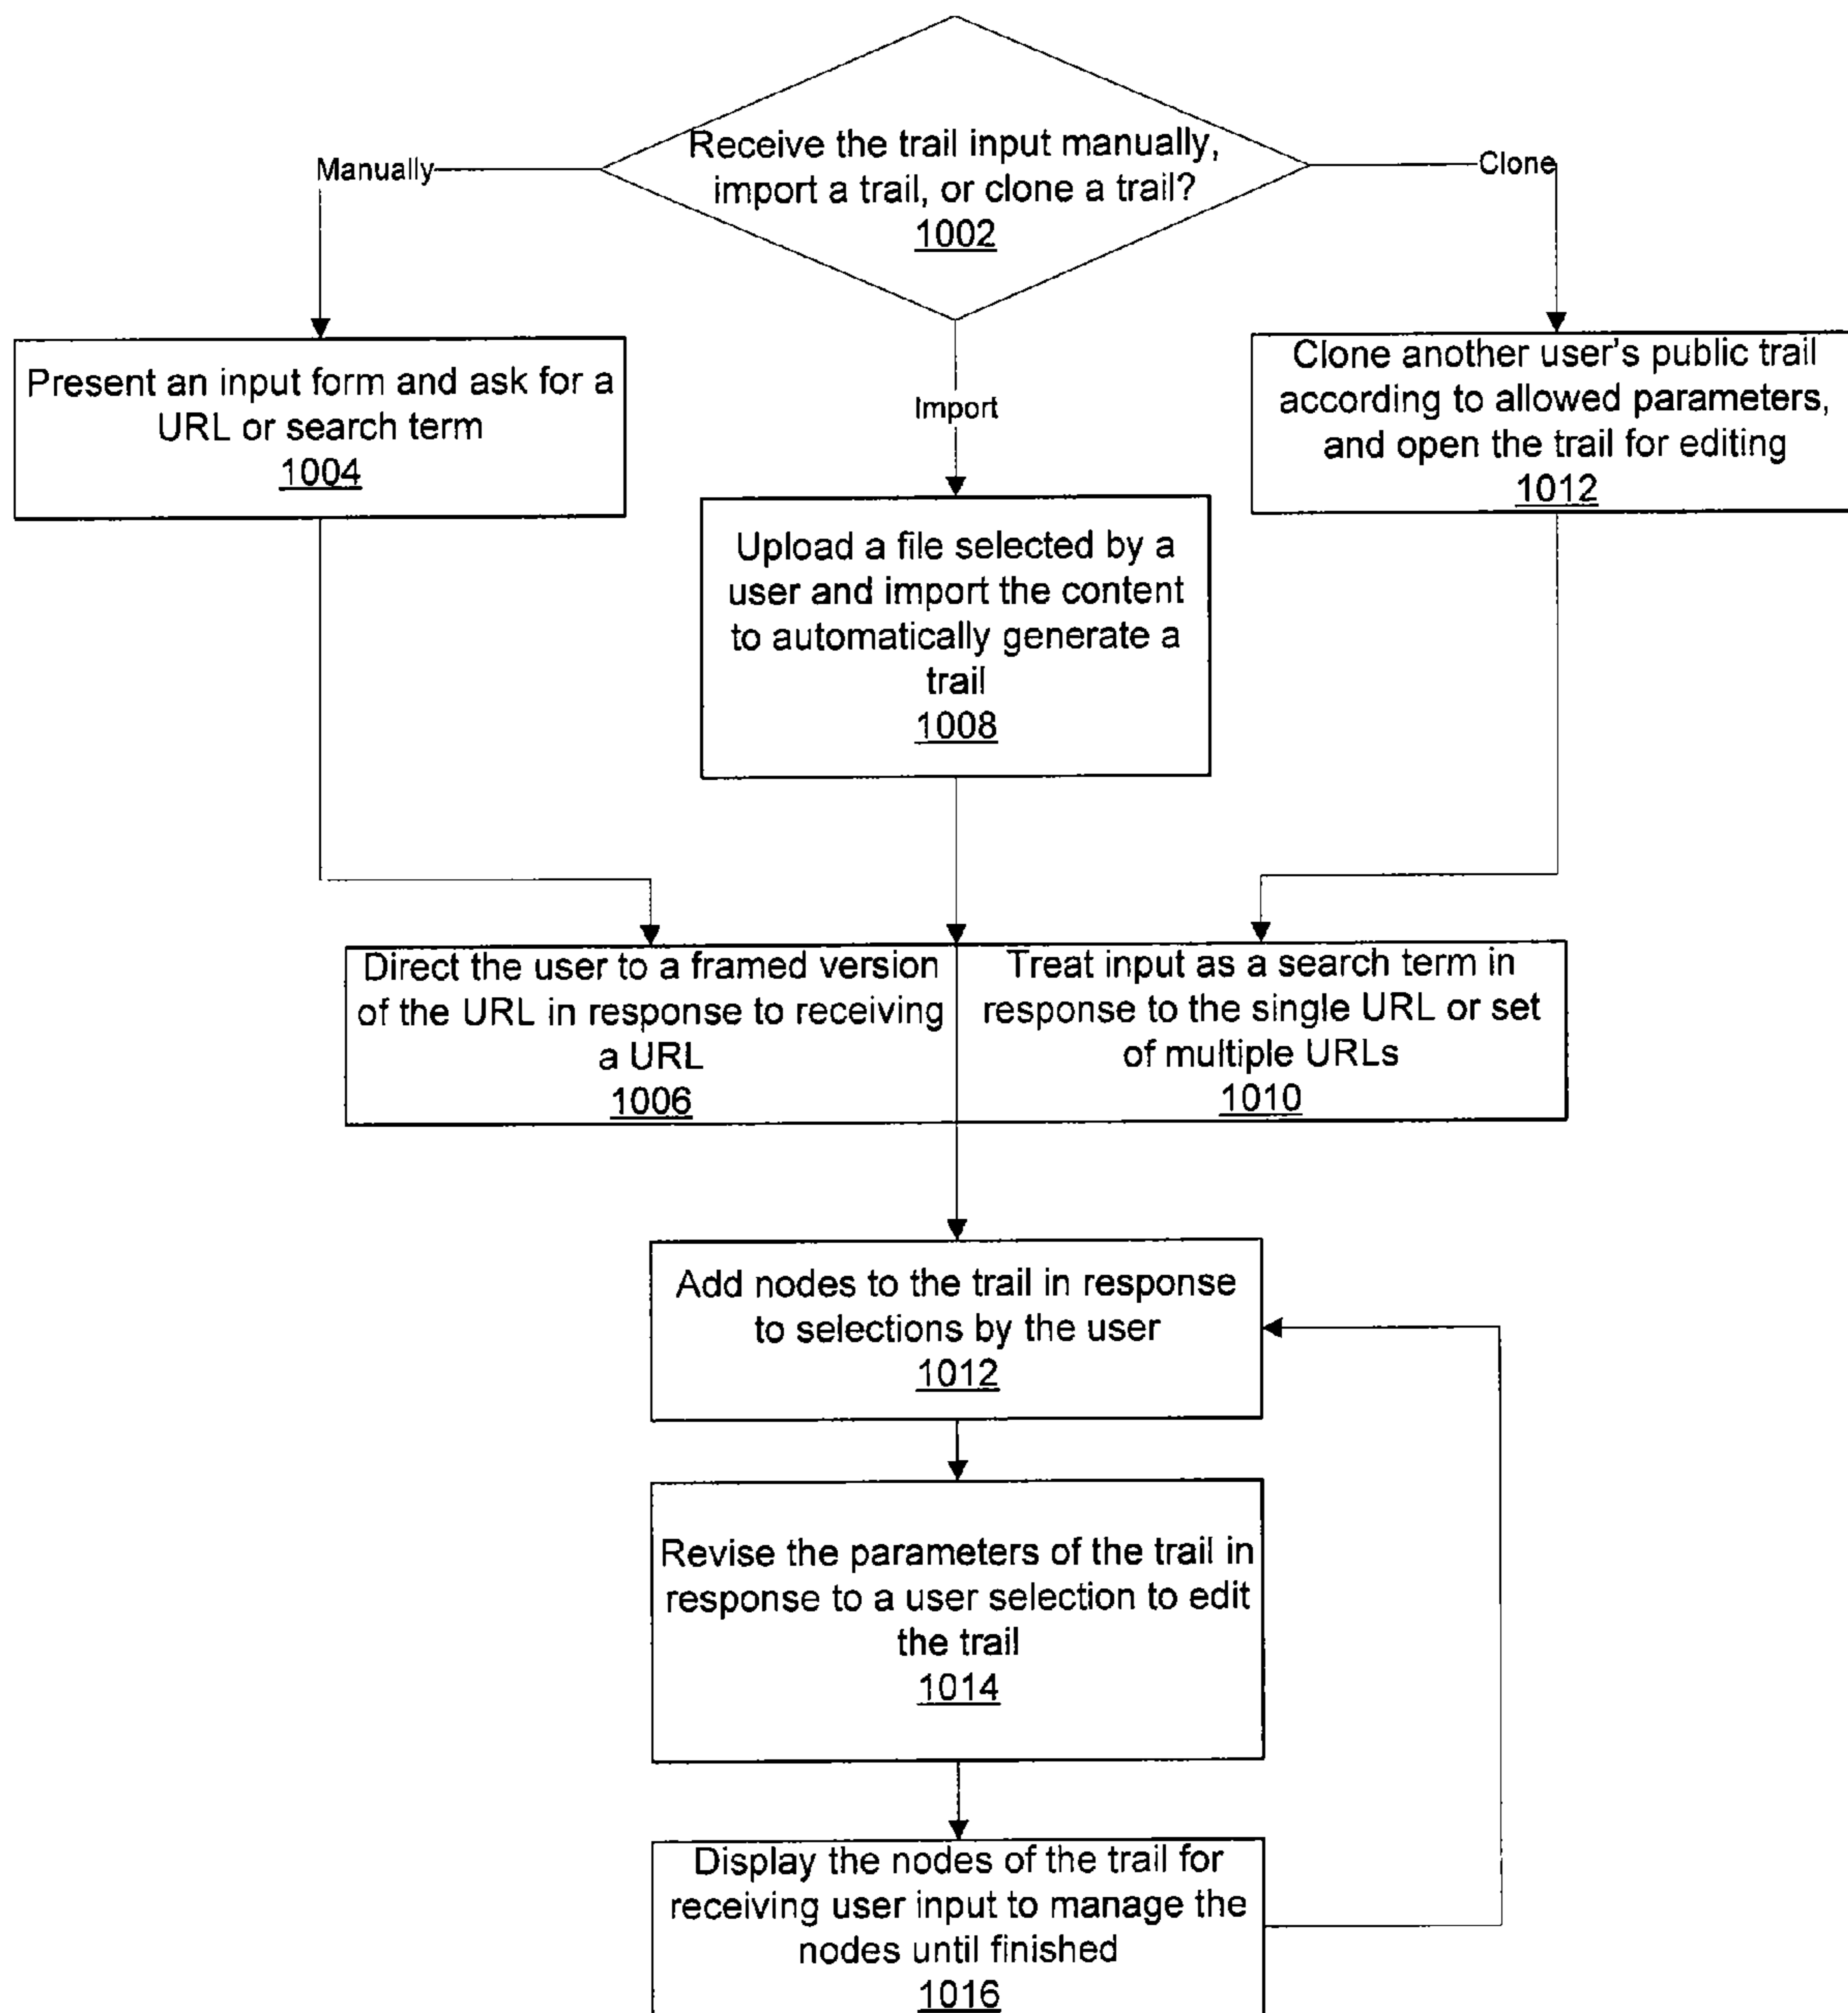 Receive the trail input manually,
import a trail, or clone a trail?
1002
Manually
Clone
Import
Present an input form and ask for a
URL or search term
1004
Upload a file selected by a
user and import the content
to automatically generate a
trail
1008
Clone another user's public trail
according to allowed parameters,
and open the trail for editing
1012
Direct the user to a framed version
of the URL in response to receiving
a URL
1006
Treat input as a search term in
response to the single URL or set
of multiple URLs
1010
Add nodes to the trail in response
to selections by the user
1012
Revise the parameters of the trail in
response to a user selection to edit
the trail
1014
Display the nodes of the trail for
receiving user input to manage the
nodes until finished
1016